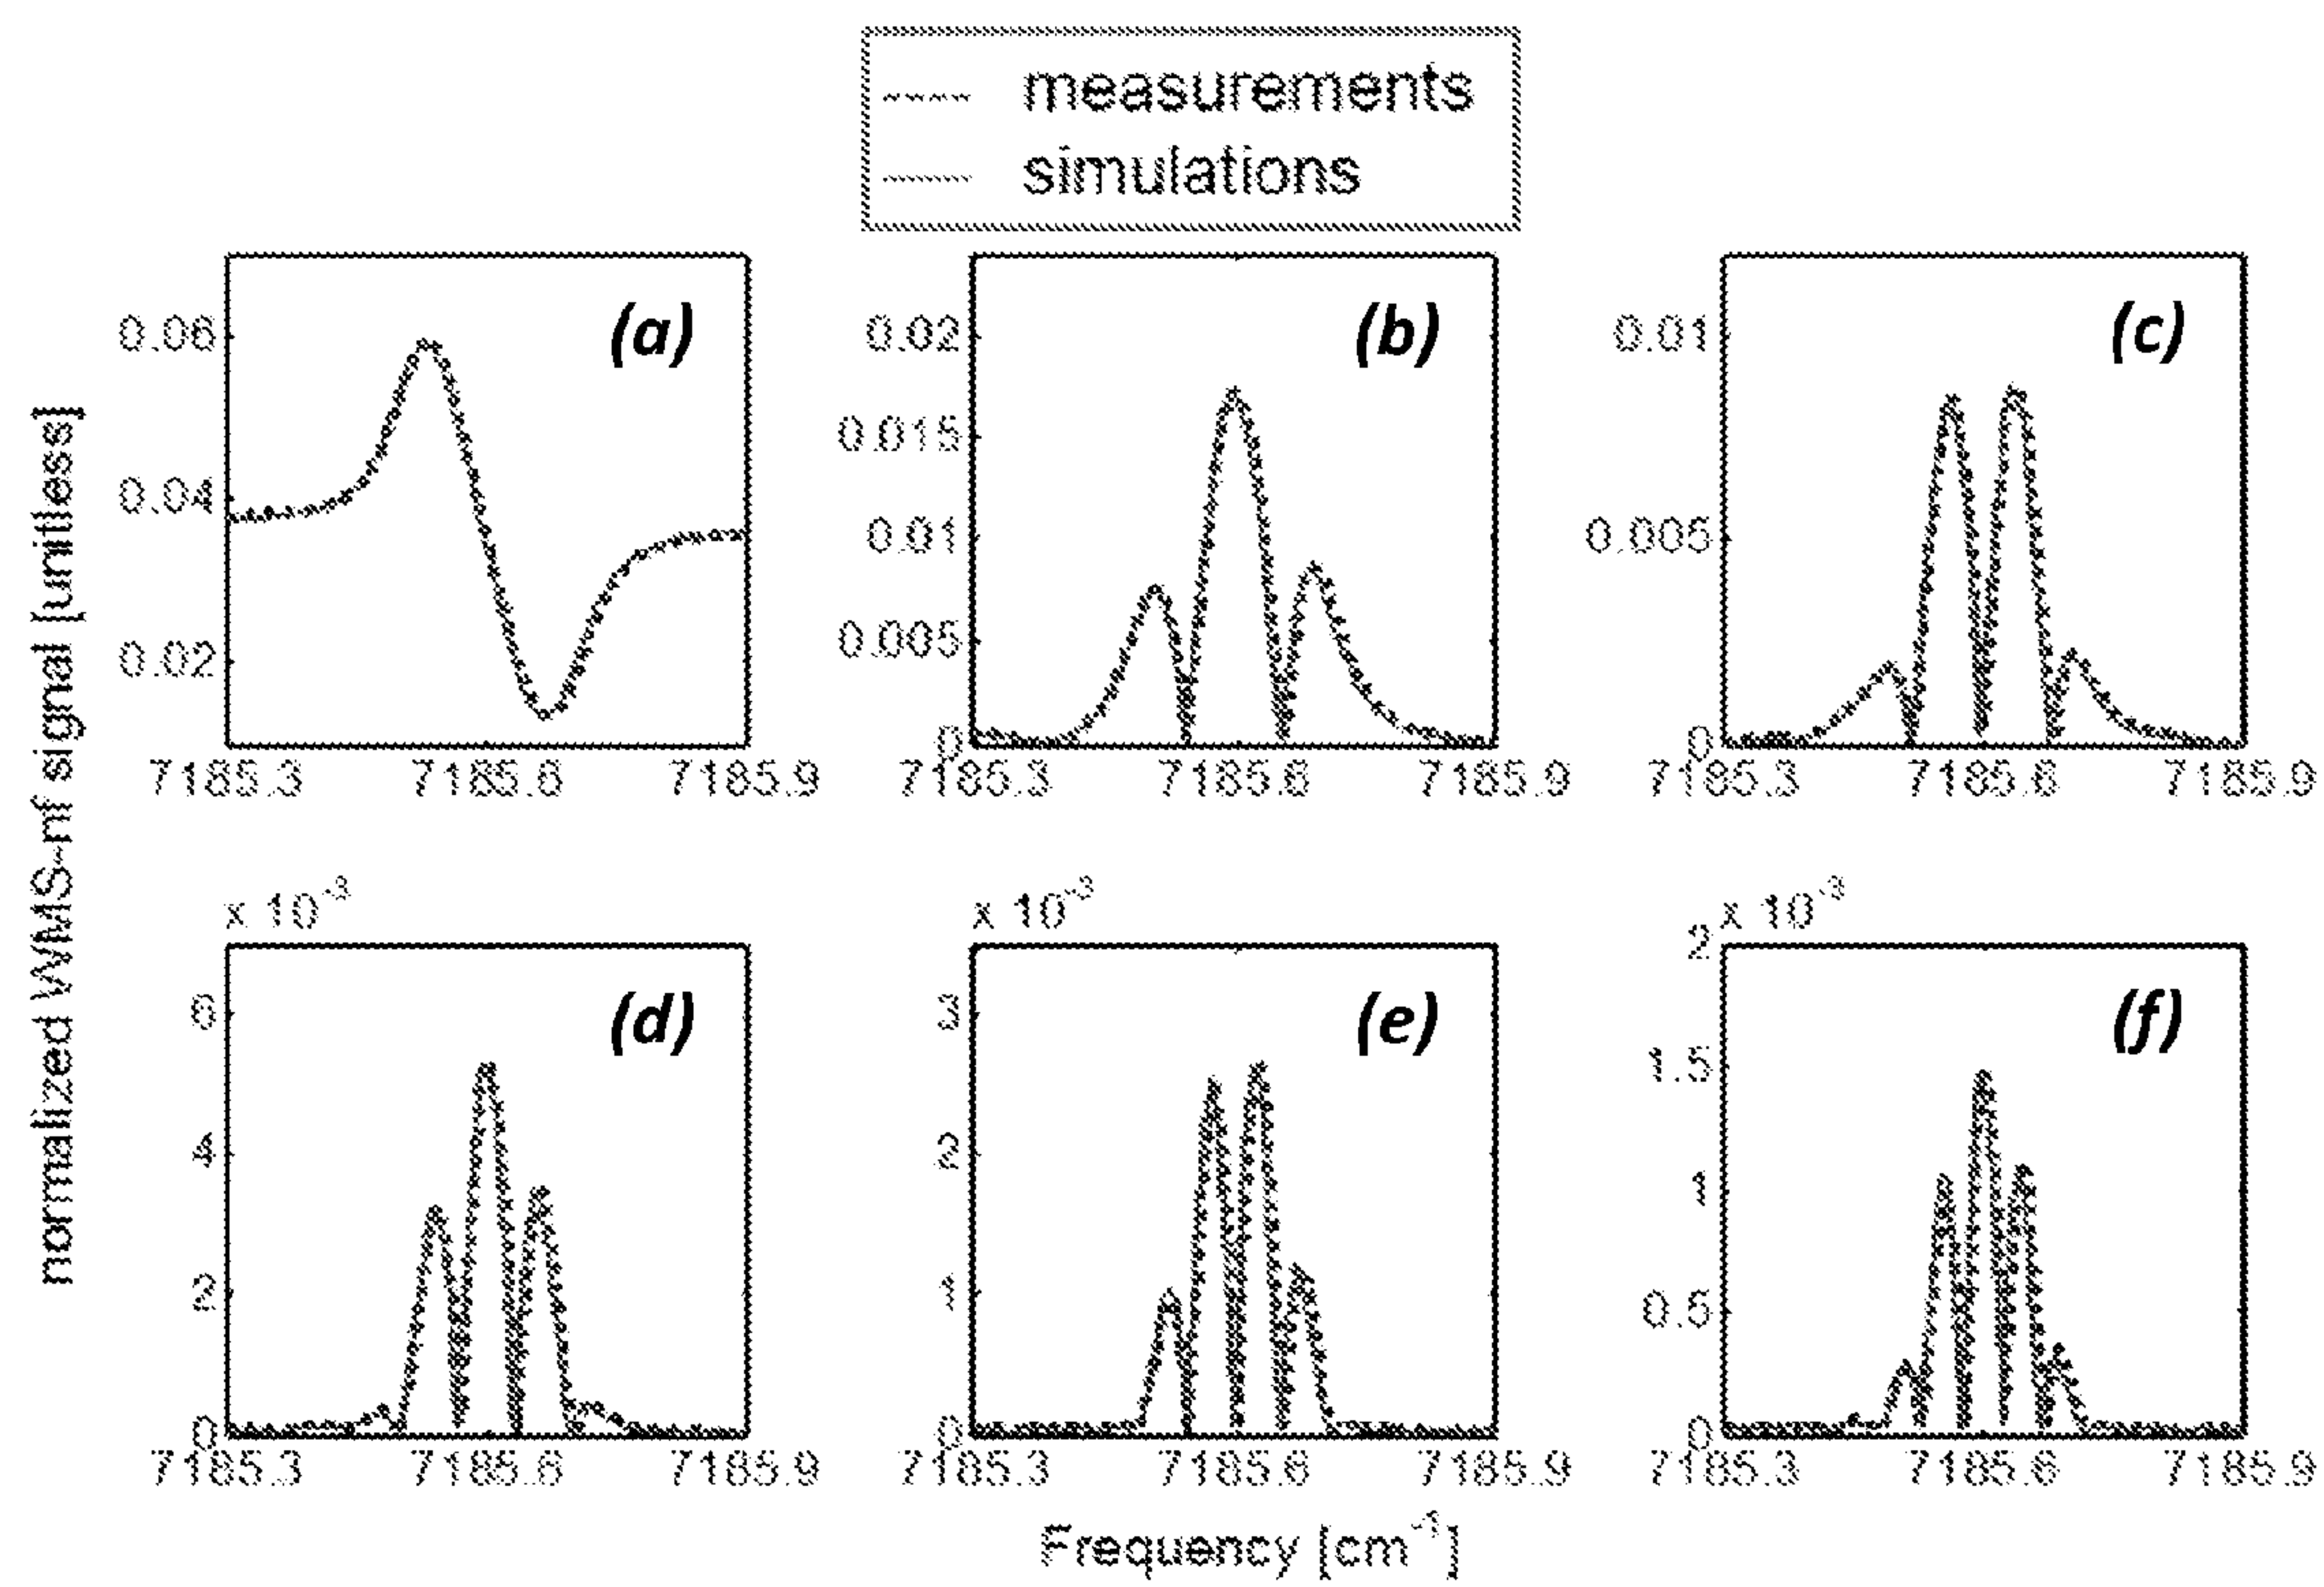 measurements
simulations
normalized WMS-nf signal [unitless]
(a)
0.06
0.04
0.02
7185.3 7185.6 7185.9
(b)
0.02
0.015
0.01
0.005
0
7185.3 7185.6 7185.9
(c)
0.01
0.005
0
7185.3 7185.6 7185.9
x 10^-3
(d)
6
4
2
0
7185.3 7185.6 7185.9
x 10^-3
(e)
3
2
1
0
7185.3 7185.6 7185.9
x 10^-3
(f)
2
1.5
1
0.5
0
7185.3 7185.6 7185.9
Frequency [cm^-1]